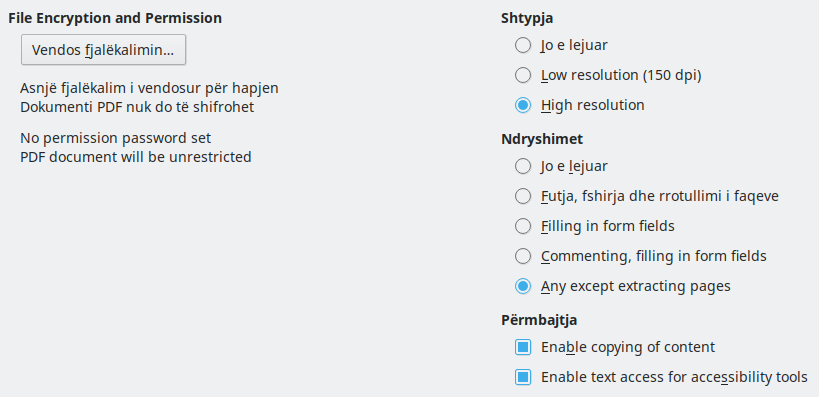 File Encryption and Permission
Vendos fjalëkalimin...
Asnjë fjalëkalim i vendosur për hapjen
Dokumenti PDF nuk do të shifrohet
No permission password set
PDF document will be unrestricted
Shtypja
Jo e lejuar
Low resolution (150 dpi)
High resolution
Ndryshimet
Jo e lejuar
Futja, fshirja dhe rrotullimi i faqeve
Filling in form fields
Commenting, filling in form fields
Any except extracting pages
Përmbajtja
Enable copying of content
Enable text access for accessibility tools